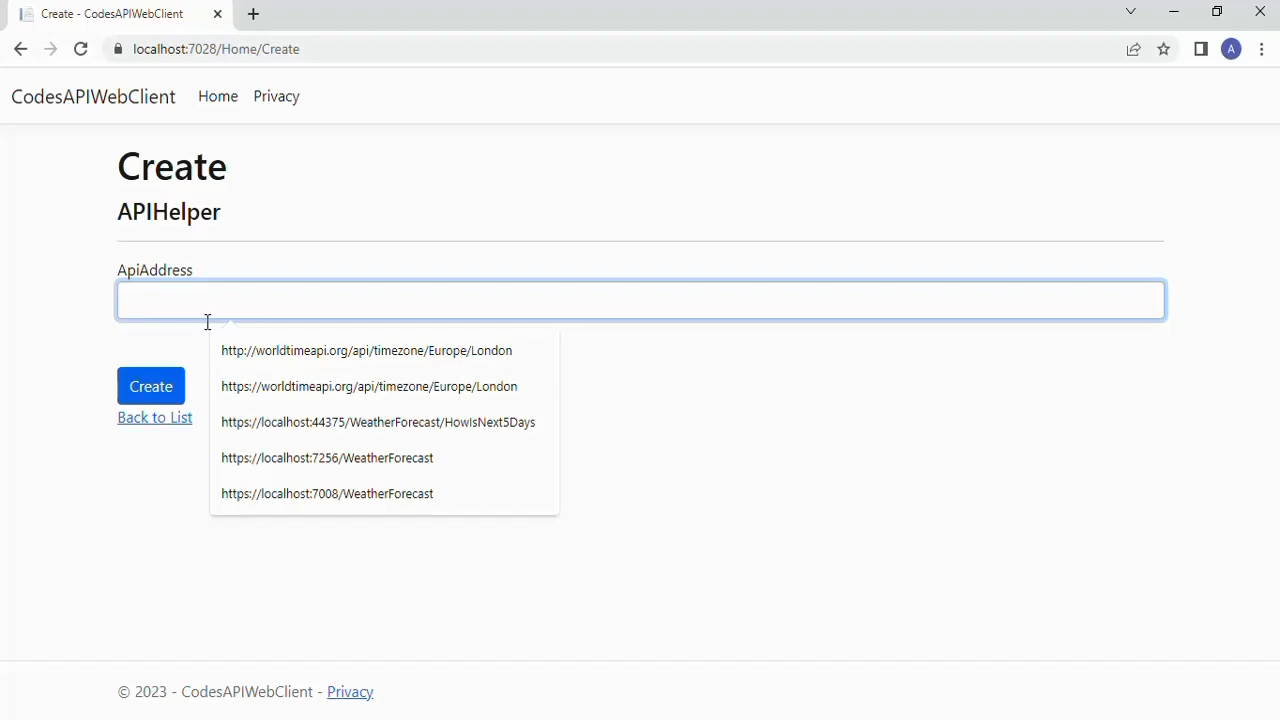 Create - CodesAPIWebClient
localhost:7028/Home/Create
A
CodesAPIWebClient Home Privacy
Create
APIHelper
ApiAddress
http://worldtimeapi.org/api/timezone/Europe/London
https://worldtimeapi.org/api/timezone/Europe/London
https://localhost:44375/WeatherForecast/HowIsNext5Days
https://localhost:7256/WeatherForecast
https://localhost:7008/WeatherForecast
Create
Back to List
© 2023 - CodesAPIWebClient - Privacy